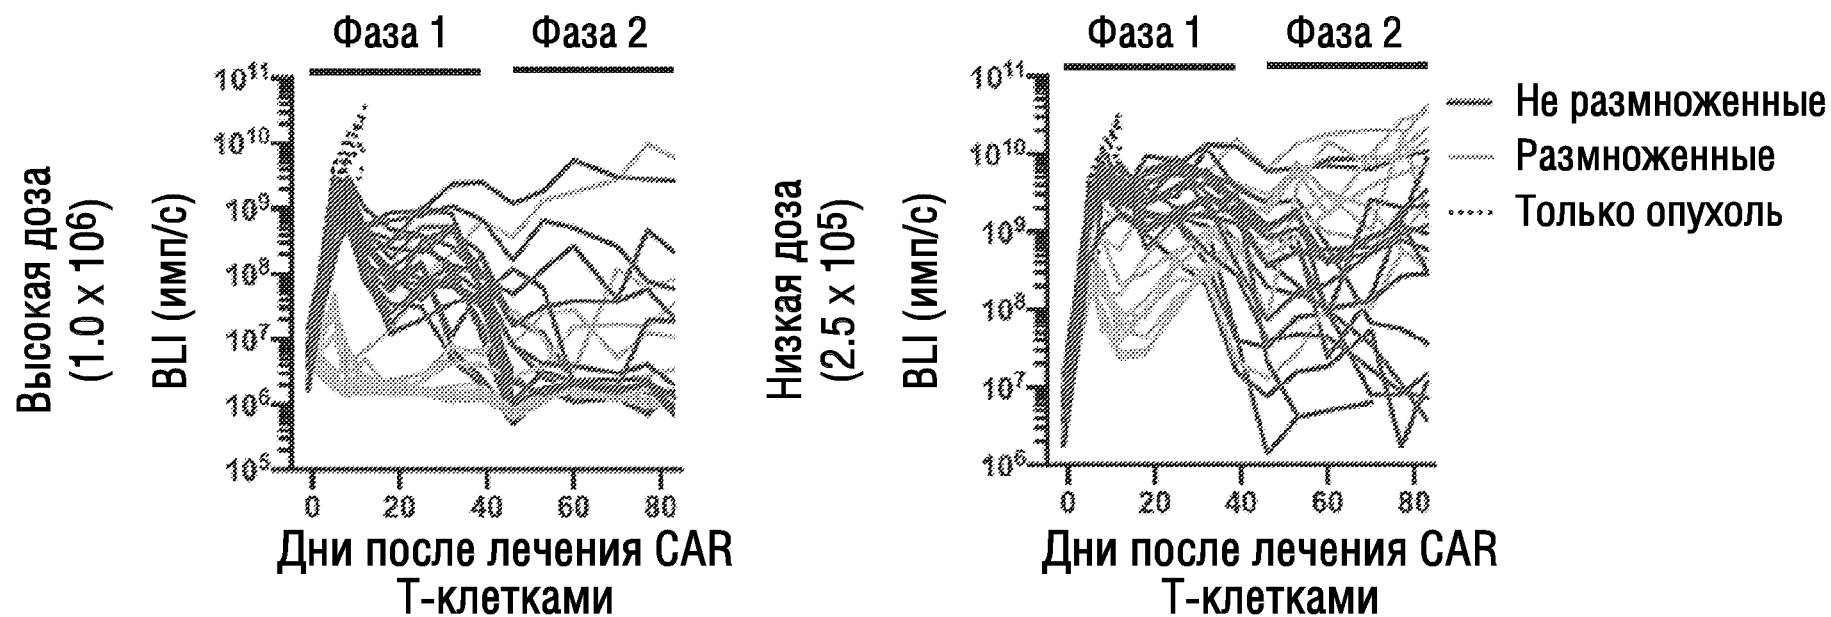 Фаза 1 Фаза 2
Высокая доза
(1.0 x 10⁶)
BLI (имп/с)
10¹¹
10¹⁰
10⁹
10⁸
10⁷
10⁶
10⁵
0 20 40 60 80
Дни после лечения CAR
Т-клетками
Фаза 1 Фаза 2
Низкая доза
(2.5 x 10⁵)
BLI (имп/с)
10¹¹
10¹⁰
10⁹
10⁸
10⁷
10⁶
0 20 40 60 80
Дни после лечения CAR
Т-клетками
Не размноженные
Размноженные
Только опухоль